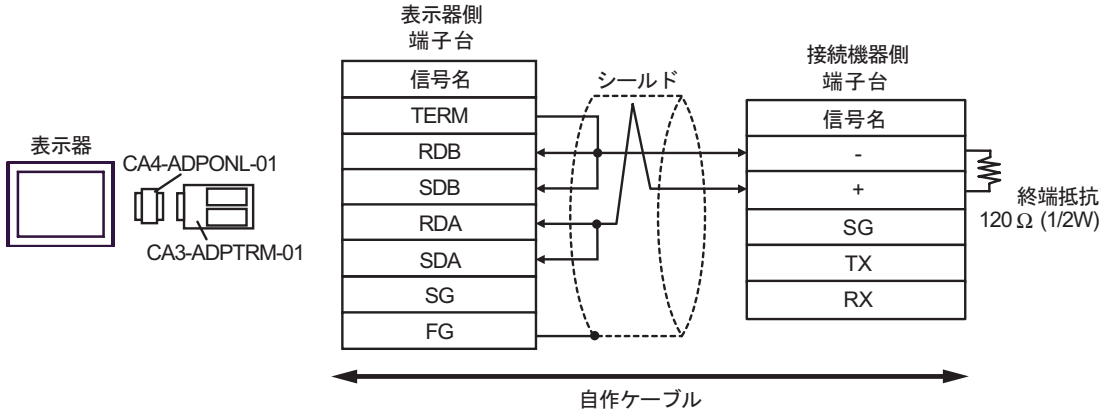 表示器
CA4-ADPONL-01
CA3-ADPTRM-01
表示器側
端子台
信号名
TERM
RDB
SDB
RDA
SDA
SG
FG
シールド
接続機器側
端子台
信号名
-
+
SG
TX
RX
終端抵抗
120 Ω (1/2W)
自作ケーブル